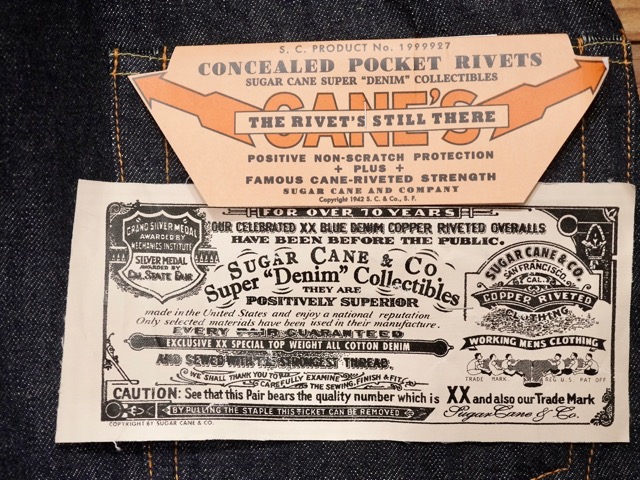 S. C. PRODUCT No. 1999927
CONCEALED POCKET RIVETS
SUGAR CANE SUPER "DENIM" COLLECTIBLES
CANE'S
THE RIVET'S STILL THERE
POSITIVE NON-SCRATCH PROTECTION
+ PLUS +
FAMOUS CANE-RIVETED STRENGTH
SUGAR CANE AND COMPANY
Copyright 1942 S. C. & Co., S. F.
FOR OVER 70 YEARS
OUR CELEBRATED XX BLUE DENIM COPPER RIVETED OVERALLS
HAVE BEEN BEFORE THE PUBLIC.
GRAND SILVER MEDAL
AWARDED BY
MECHANICS INSTITUTE
SILVER MEDAL
AWARDED BY
CAL. STATE FAIR
SUGAR CANE & CO.
Super "Denim" Collectibles
THEY ARE
POSITIVELY SUPERIOR
made in the United States and enjoy a national reputation
Only selected materials have been used in their manufacture.
EVERY PAIR GUARANTEED
EXCLUSIVE XX SPECIAL TOP WEIGHT ALL COTTON DENIM
AND SEWED WITH THE STRONGEST THREAD.
WE SHALL THANK YOU TO
CAREFULLY EXAMINE
THE SEWING, FINISH & FIT
SUGAR CANE & CO.
SAN FRANCISCO
CAL.
COPPER RIVETED
CLOTHING
WORKING MENS CLOTHING
TRADE MARK REG U.S. PAT OFF
CAUTION: See that this Pair bears the quality number which is XX and also our Trade Mark
BY PULLING THE STAPLE THIS TICKET CAN BE REMOVED
Sugar Cane & Co.
COPYRIGHT BY SUGAR CANE & CO.